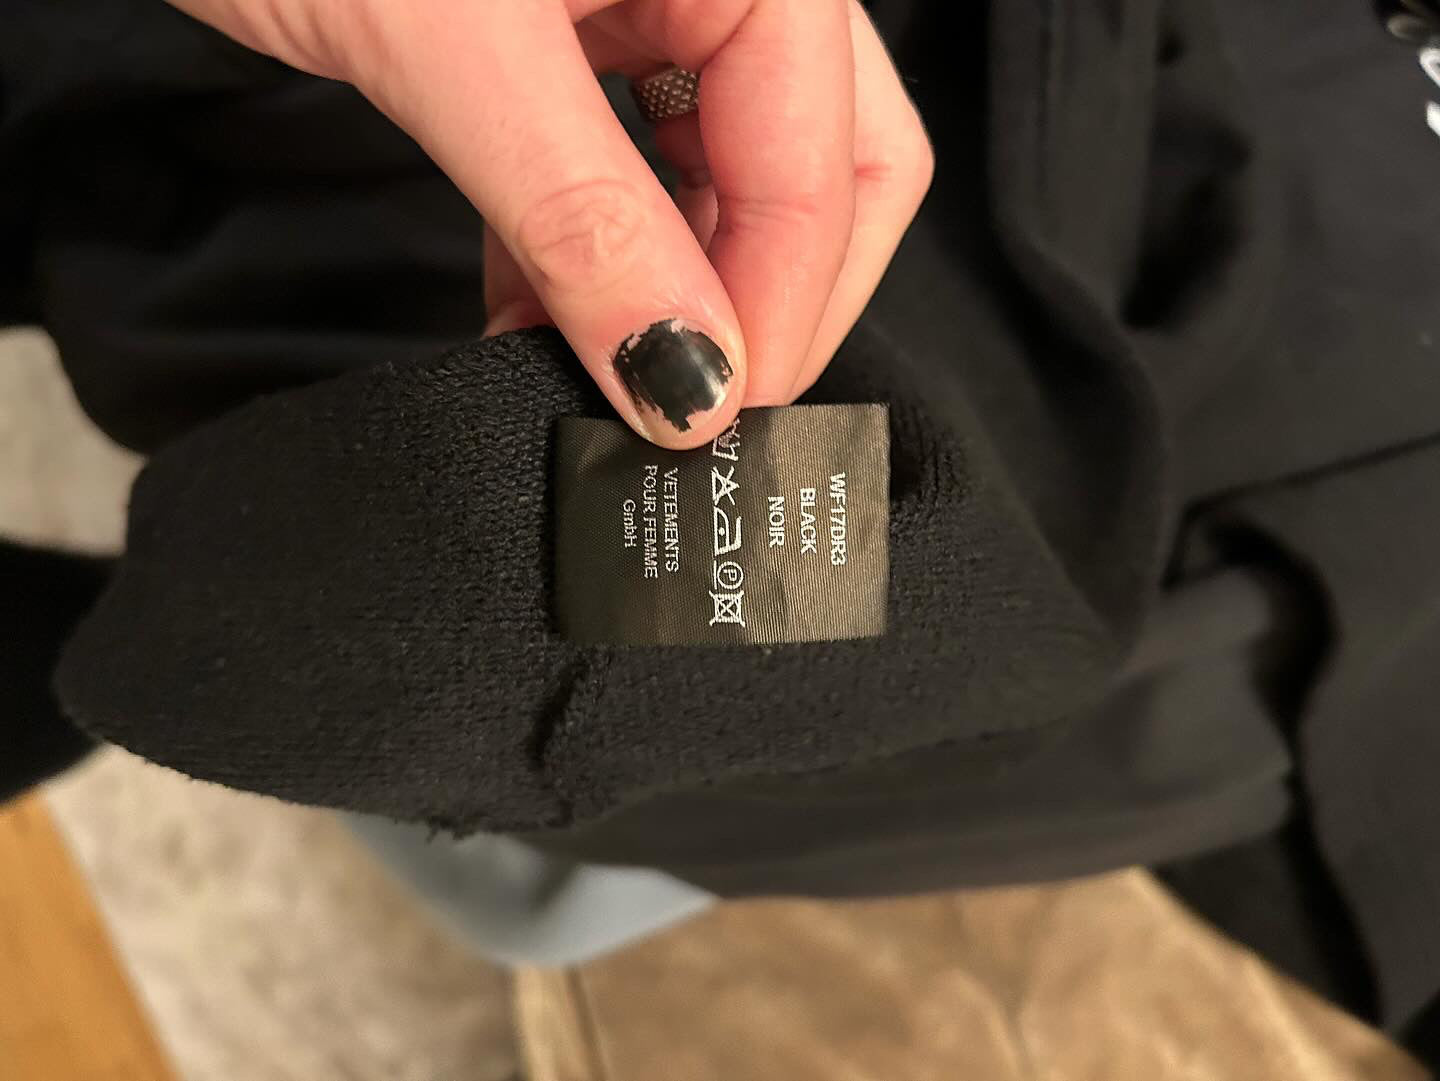 WF17DR3
BLACK
NOIR
P
VETEMENTS
POUR FEMME
GmbH